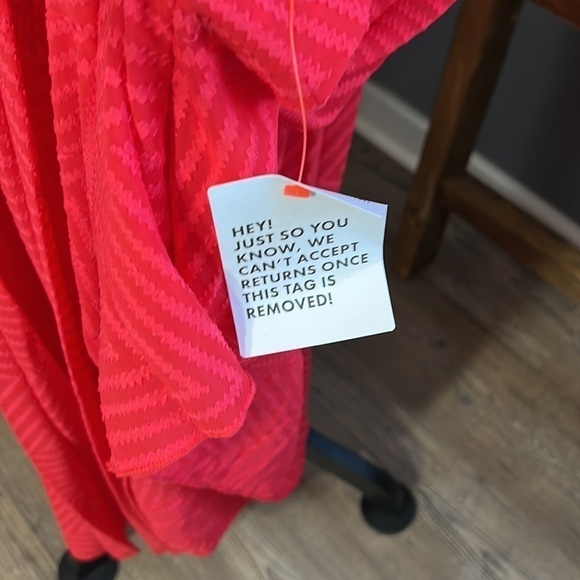 HEY!
JUST SO YOU
KNOW, WE
CAN'T ACCEPT
RETURNS ONCE
THIS TAG IS
REMOVED!